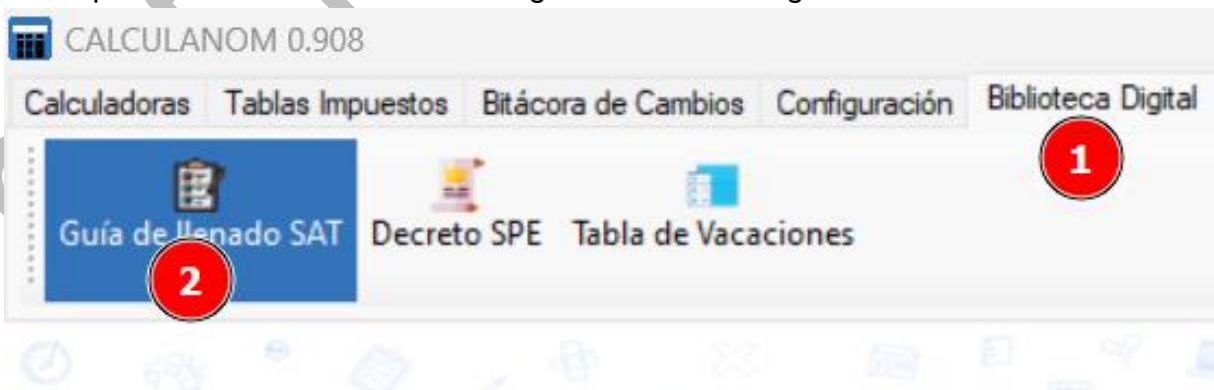 CALCULANOM 0.908
Calculadoras Tablas Impuestos Bitácora de Cambios Configuración Biblioteca Digital
1
Guía de llenado SAT Decreto SPE Tabla de Vacaciones
2